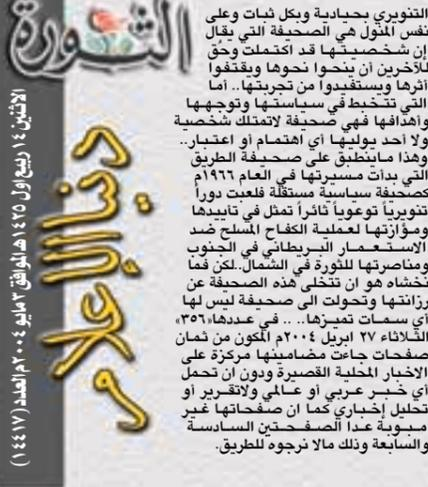 الثورة
الاثنين ١٤ ربيع اول ١٤٢٥هـ الموافق ٣ مايو ٢٠٠٤م العدد (١٤٤١٧)
دنيا الإعلام
التنويري بحيادية وبكل ثبات وعلى
نفس المنول هي الصحيفة التي يقال
إن شخصيتها قد اكتملت وحق
للآخرين أن ينحوا نحوها ويقتفوا
أثرها ويستفيدوا من تجربتها.. أما
التي تتخبط في سياستها وتوجهها
وأهدافها فهي صحيفة لاتمتلك شخصية
ولا أحد يوليها أي اهتمام أو اعتبار..
وهذا ماينطبق على صحيفة الطريق
التي بدأت مسيرتها في العام ١٩٦٦م
كصحيفة سياسية مستقلة فلعبت دوراً
تنويرياً توعوياً ثائراً تمثل في تأييدها
ومؤازتها لعملية الكفاح المسلح ضد
الاستعمار البريطاني في الجنوب
ومناصرتها للثورة في الشمال..لكن فما
نخشاه هو ان تتخلى هذه الصحيفة عن
رزانتها وتحولت الى صحيفة ليس لها
أي سمات تميزها.. . في عددها«٣٥٦»
الثلاثاء ٢٧ ابريل ٢٠٠٤م المكون من ثمان
صفحات جاءت مضامينها مركزة على
الاخبار المحلية القصيرة ودون ان تحمل
أي خبر عربي أو عالمي ولاتقرير أو
تحليل إخباري كما ان صفحاتها غير
مبوبة عدا الصفحتين السادسة
والسابعة وذلك مالا نرجوه للطريق.